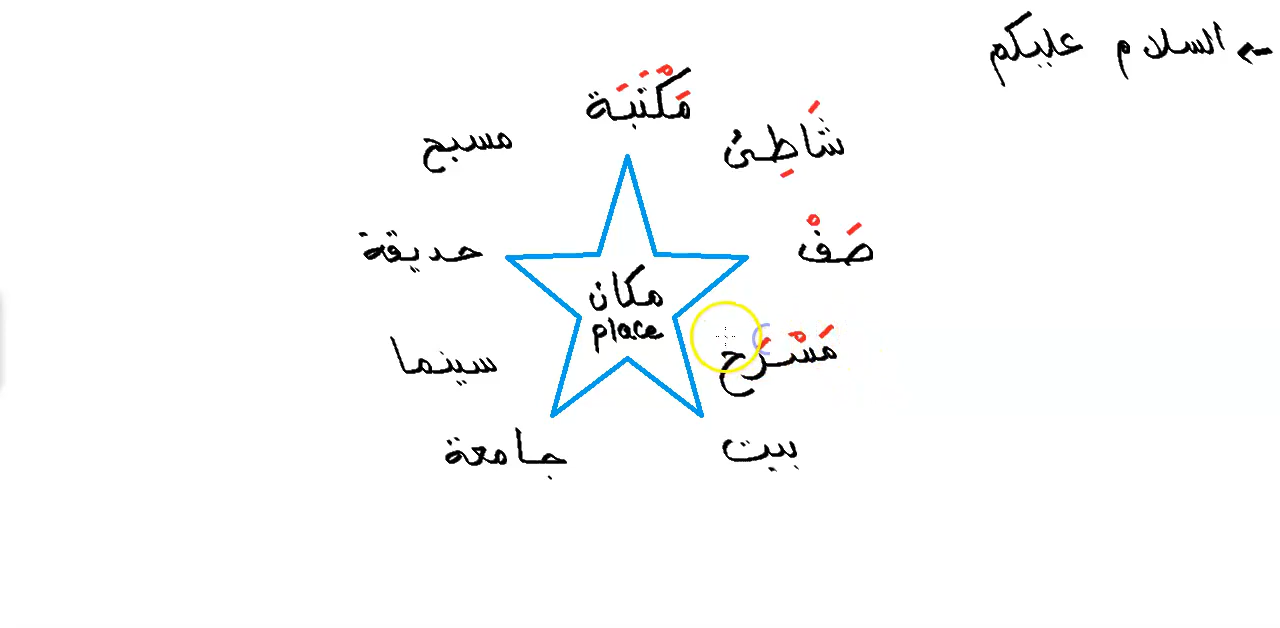 - السلام عليكم
مَكْتَبَة
شَاطِئ
مسبح
صَفْ
حديقة
مكان
place
مَسْرَح
سينما
بيت
جامعة